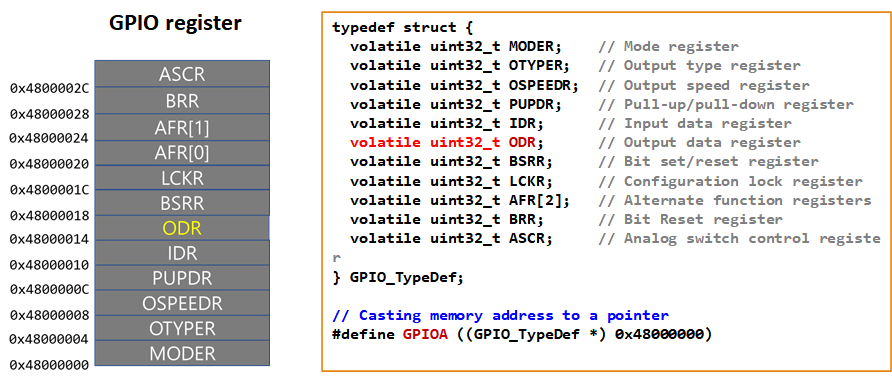 GPIO register
ASCR
0x4800002C
BRR
0x48000028
AFR[1]
0x48000024
AFR[0]
0x48000020
LCKR
0x4800001C
BSRR
0x48000018
ODR
0x48000014
IDR
0x48000010
PUPDR
0x4800000C
OSPEEDR
0x48000008
OTYPER
0x48000004
MODER
0x48000000
typedef struct {
volatile uint32_t MODER; // Mode register
volatile uint32_t OTYPER; // Output type register
volatile uint32_t OSPEEDR; // Output speed register
volatile uint32_t PUPDR; // Pull-up/pull-down register
volatile uint32_t IDR; // Input data register
volatile uint32_t ODR; // Output data register
volatile uint32_t BSRR; // Bit set/reset register
volatile uint32_t LCKR; // Configuration lock register
volatile uint32_t AFR[2]; // Alternate function registers
volatile uint32_t BRR; // Bit Reset register
volatile uint32_t ASCR; // Analog switch control registe
r
} GPIO_TypeDef;
// Casting memory address to a pointer
#define GPIOA ((GPIO_TypeDef *) 0x48000000)